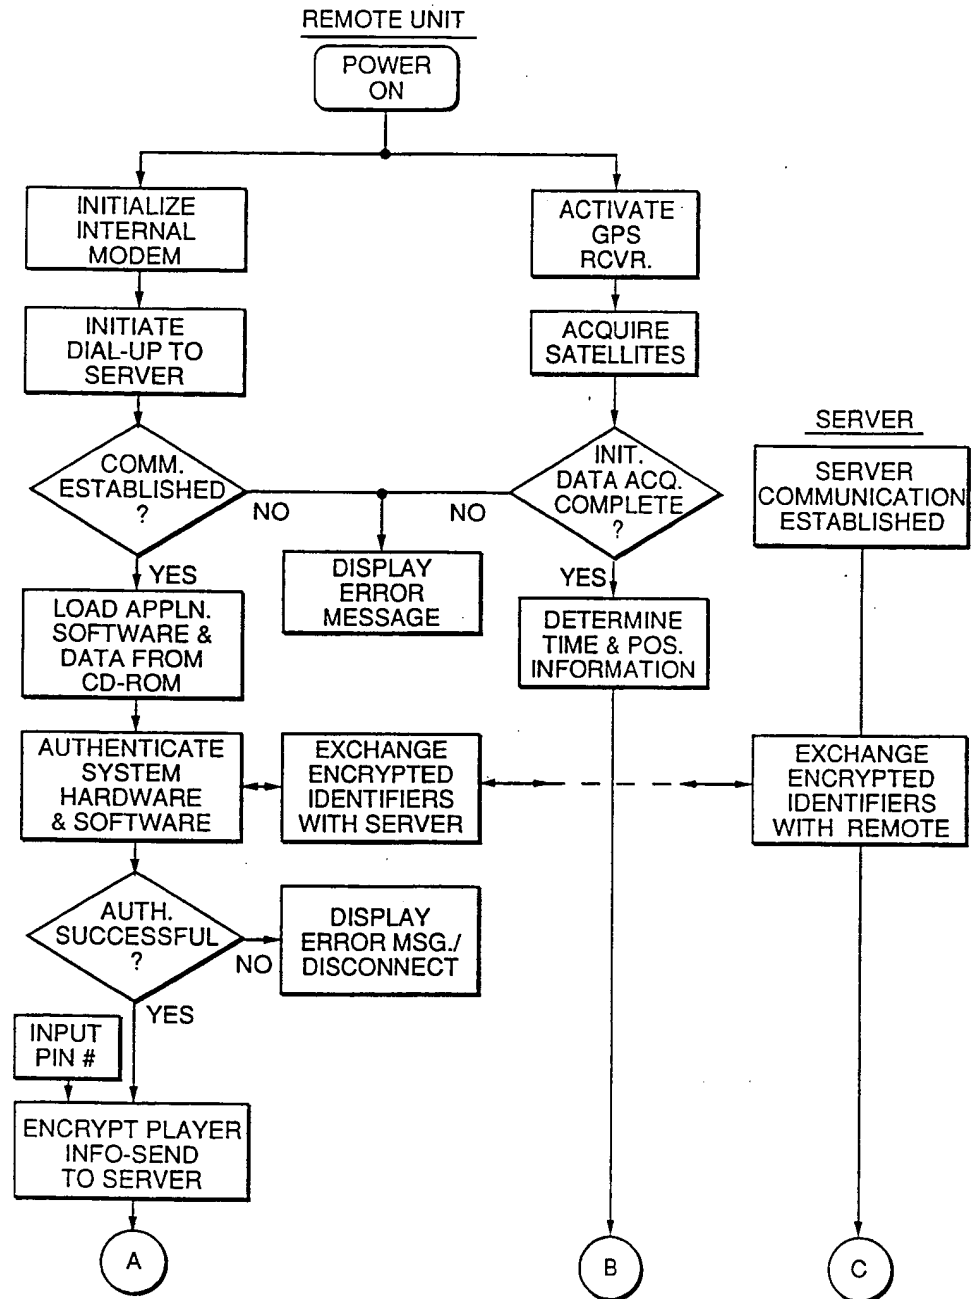 REMOTE UNIT
POWER
ON
INITIALIZE
INTERNAL
MODEM
ACTIVATE
GPS
RCVR.
INITIATE
DIAL-UP TO
SERVER
ACQUIRE
SATELLITES
COMM.
ESTABLISHED
?
NO
YES
INIT.
DATA ACQ.
COMPLETE
?
NO
YES
SERVER
SERVER
COMMUNICATION
ESTABLISHED
DISPLAY
ERROR
MESSAGE
LOAD APPLN.
SOFTWARE &
DATA FROM
CD-ROM
DETERMINE
TIME & POS.
INFORMATION
AUTHENTICATE
SYSTEM
HARDWARE
& SOFTWARE
EXCHANGE
ENCRYPTED
IDENTIFIERS
WITH SERVER
EXCHANGE
ENCRYPTED
IDENTIFIERS
WITH REMOTE
AUTH.
SUCCESSFUL
?
NO
YES
DISPLAY
ERROR MSG./
DISCONNECT
INPUT
PIN #
ENCRYPT PLAYER
INFO-SEND
TO SERVER
A
B
C